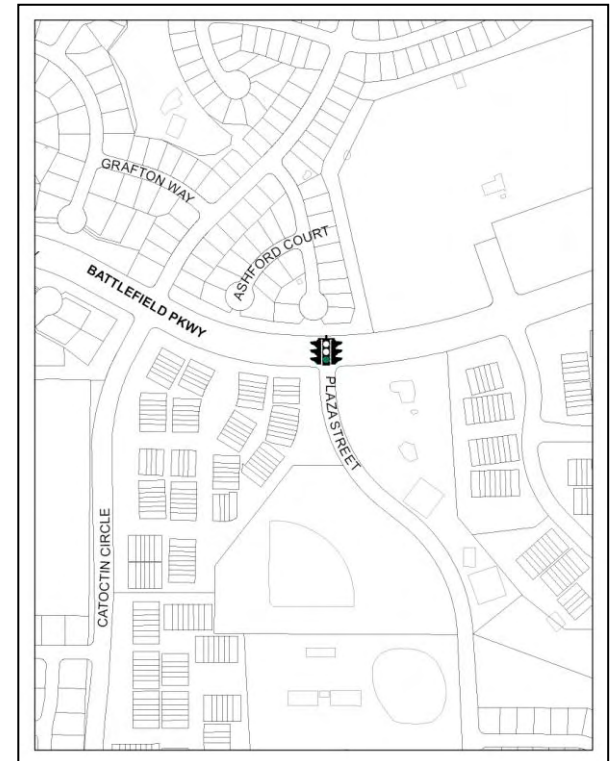 GRAFTON WAY
ASHFORD COURT
BATTLEFIELD PKWY
PLAZA STREET
CATOCTIN CIRCLE